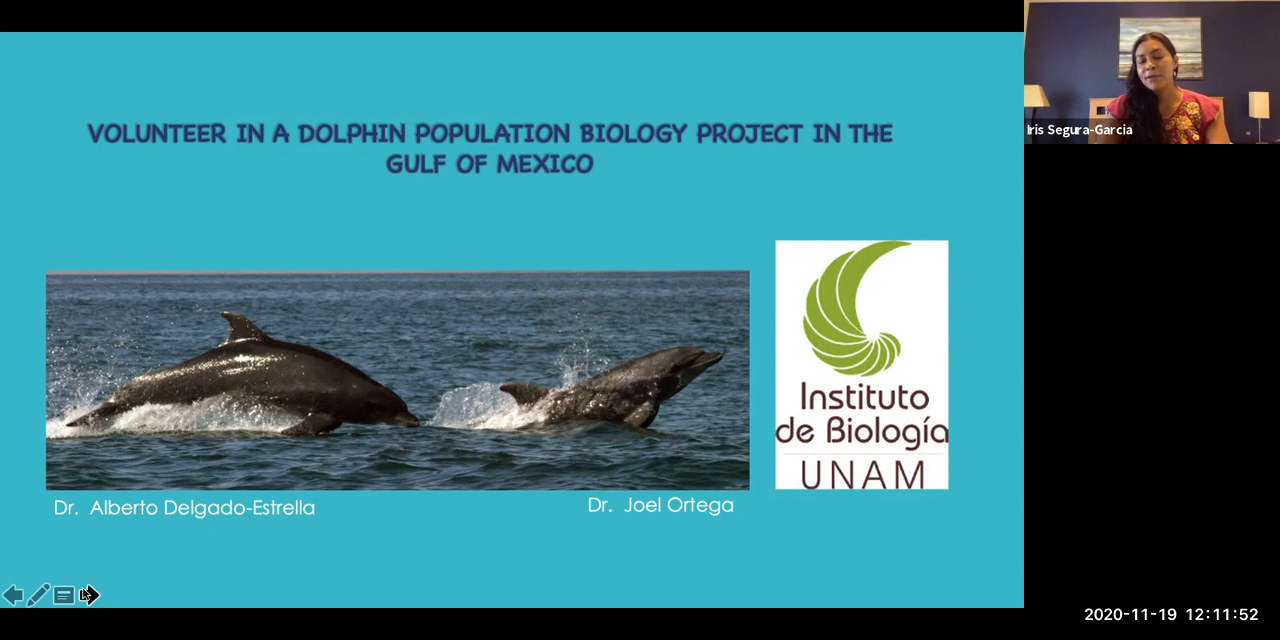 VOLUNTEER IN A DOLPHIN POPULATION BIOLOGY PROJECT IN THE
GULF OF MEXICO
Iris Segura-Garcia
Instituto
de Biología
UNAM
Dr. Alberto Delgado-Estrella
Dr. Joel Ortega
2020-11-19 12:11:52